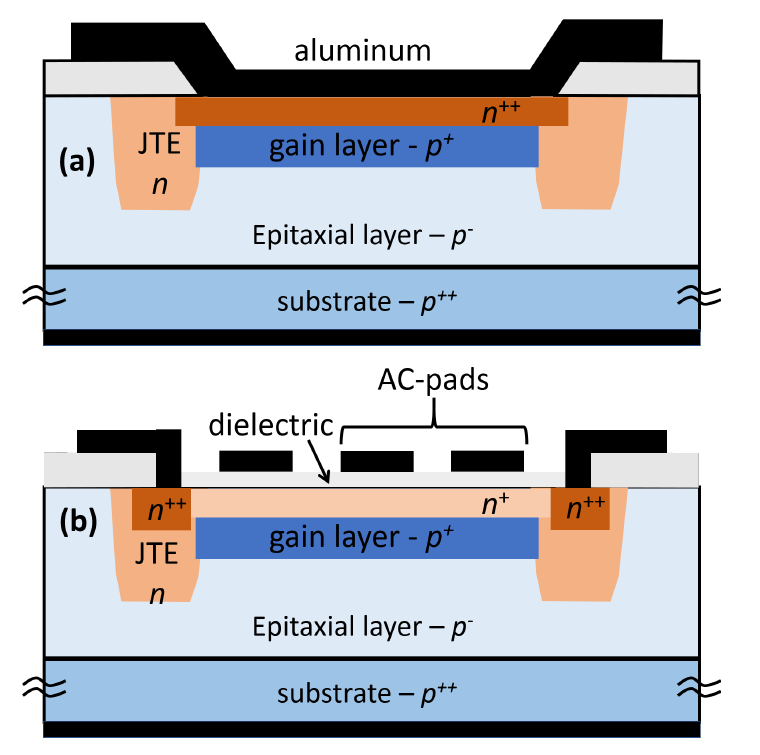 aluminum
n++
JTE
gain layer - p+
(a)
n
Epitaxial layer – p-
substrate – p++
AC-pads
dielectric
n++
n+
n++
(b)
gain layer - p+
JTE
n
Epitaxial layer – p-
substrate – p++